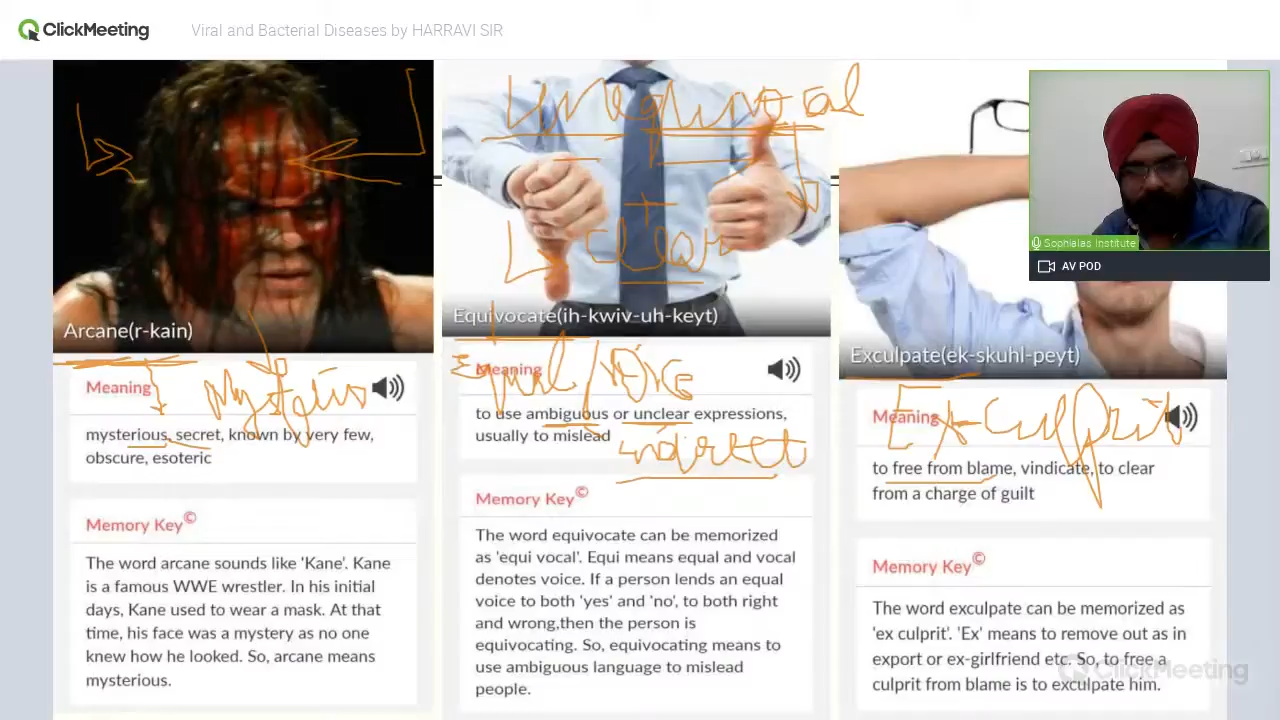 ClickMeeting
Viral and Bacterial Diseases by HARRAVI SIR
Arcane(r-kain)
Meaning
mysterious, secret, known by very few,
obscure, esoteric
Memory Key©
The word arcane sounds like 'Kane'. Kane
is a famous WWE wrestler. In his initial
days, Kane used to wear a mask. At that
time, his face was a mystery as no one
knew how he looked. So, arcane means
mysterious.
Unequivocal
clear
Equivocate(ih-kwiv-uh-keyt)
Meaning
Equal/Voice
to use ambiguous or unclear expressions,
usually to mislead
indirect
Memory Key©
The word equivocate can be memorized
as 'equi vocal'. Equi means equal and vocal
denotes voice. If a person lends an equal
voice to both 'yes' and 'no', to both right
and wrong,then the person is
equivocating. So, equivocating means to
use ambiguous language to mislead
people.
Exculpate(ek-skuhl-peyt)
Meaning
Ex-Culprit
to free from blame, vindicate, to clear
from a charge of guilt
Memory Key©
The word exculpate can be memorized as
'ex culprit'. 'Ex' means to remove out as in
export or ex-girlfriend etc. So, to free a
culprit from blame is to exculpate him.
Sophialas Institute
AV POD
ClickMeeting